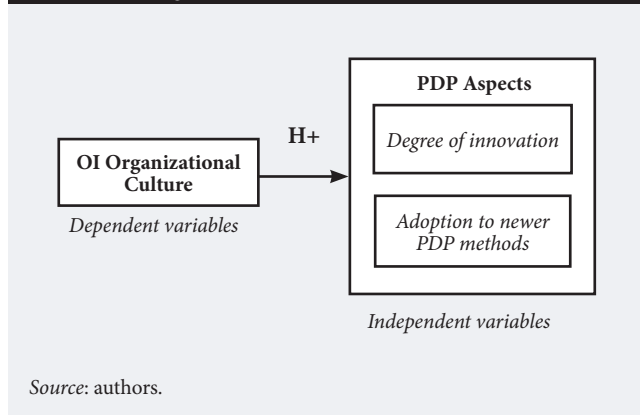 PDP Aspects
Degree of innovation
H+
OI Organizational
Culture
Adoption to newer
PDP methods
Dependent variables
Independent variables
Source: authors.